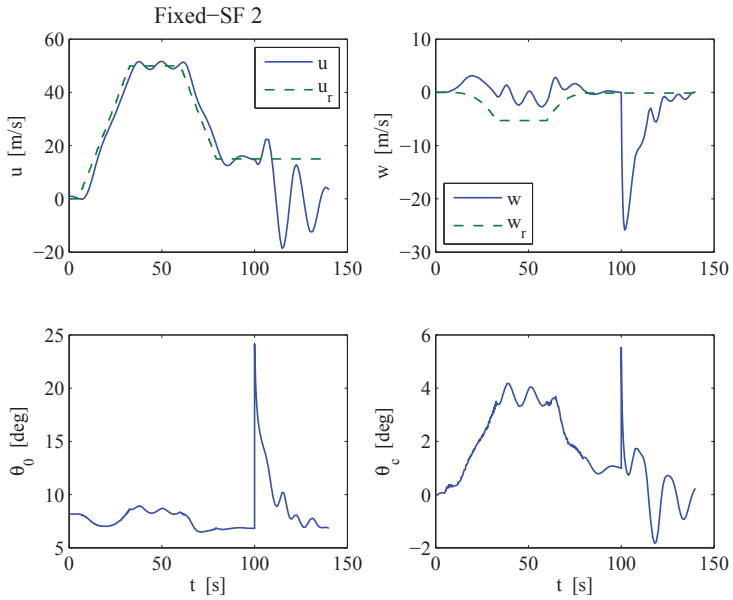 Fixed−SF 2
60
40
20
0
−20
u [m/s]
0 50 100 150
u
u_r
10
0
−10
−20
−30
w [m/s]
0 50 100 150
w
w_r
25
20
15
10
5
θ_0 [deg]
0 50 100 150
t [s]
6
4
2
0
−2
θ_c [deg]
0 50 100 150
t [s]